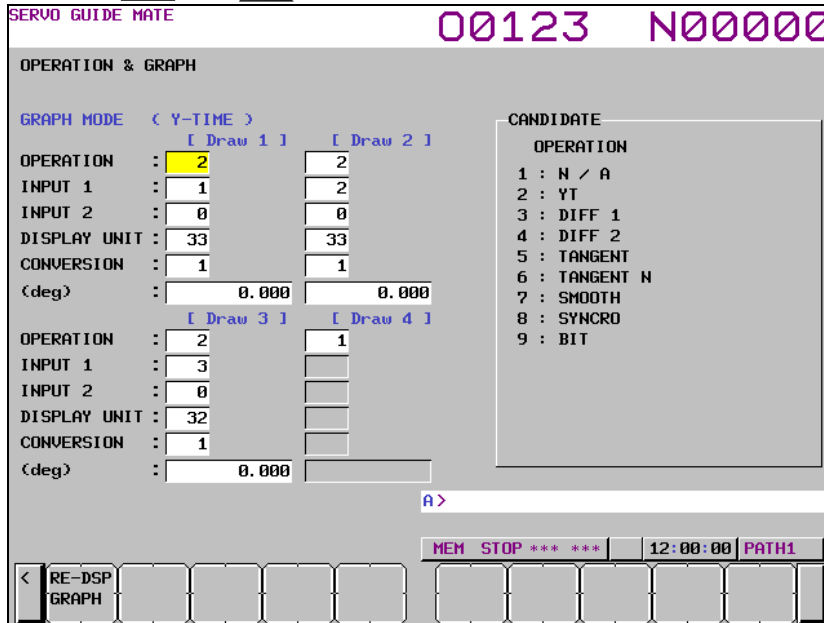 SERVO GUIDE MATE
O0123 N00000
OPERATION & GRAPH
GRAPH MODE ( Y-TIME )
[ Draw 1 ] [ Draw 2 ]
OPERATION : 2 2
INPUT 1 : 1 2
INPUT 2 : 0 0
DISPLAY UNIT : 33 33
CONVERSION : 1 1
(deg) : 0.000 0.000
[ Draw 3 ] [ Draw 4 ]
OPERATION : 2 1
INPUT 1 : 3
INPUT 2 : 0
DISPLAY UNIT : 32
CONVERSION : 1
(deg) : 0.000
CANDIDATE
OPERATION
1 : N / A
2 : YT
3 : DIFF 1
4 : DIFF 2
5 : TANGENT
6 : TANGENT N
7 : SMOOTH
8 : SYNCRO
9 : BIT
A>
MEM STOP *** *** 12:00:00 PATH1
< RE-DSP
GRAPH